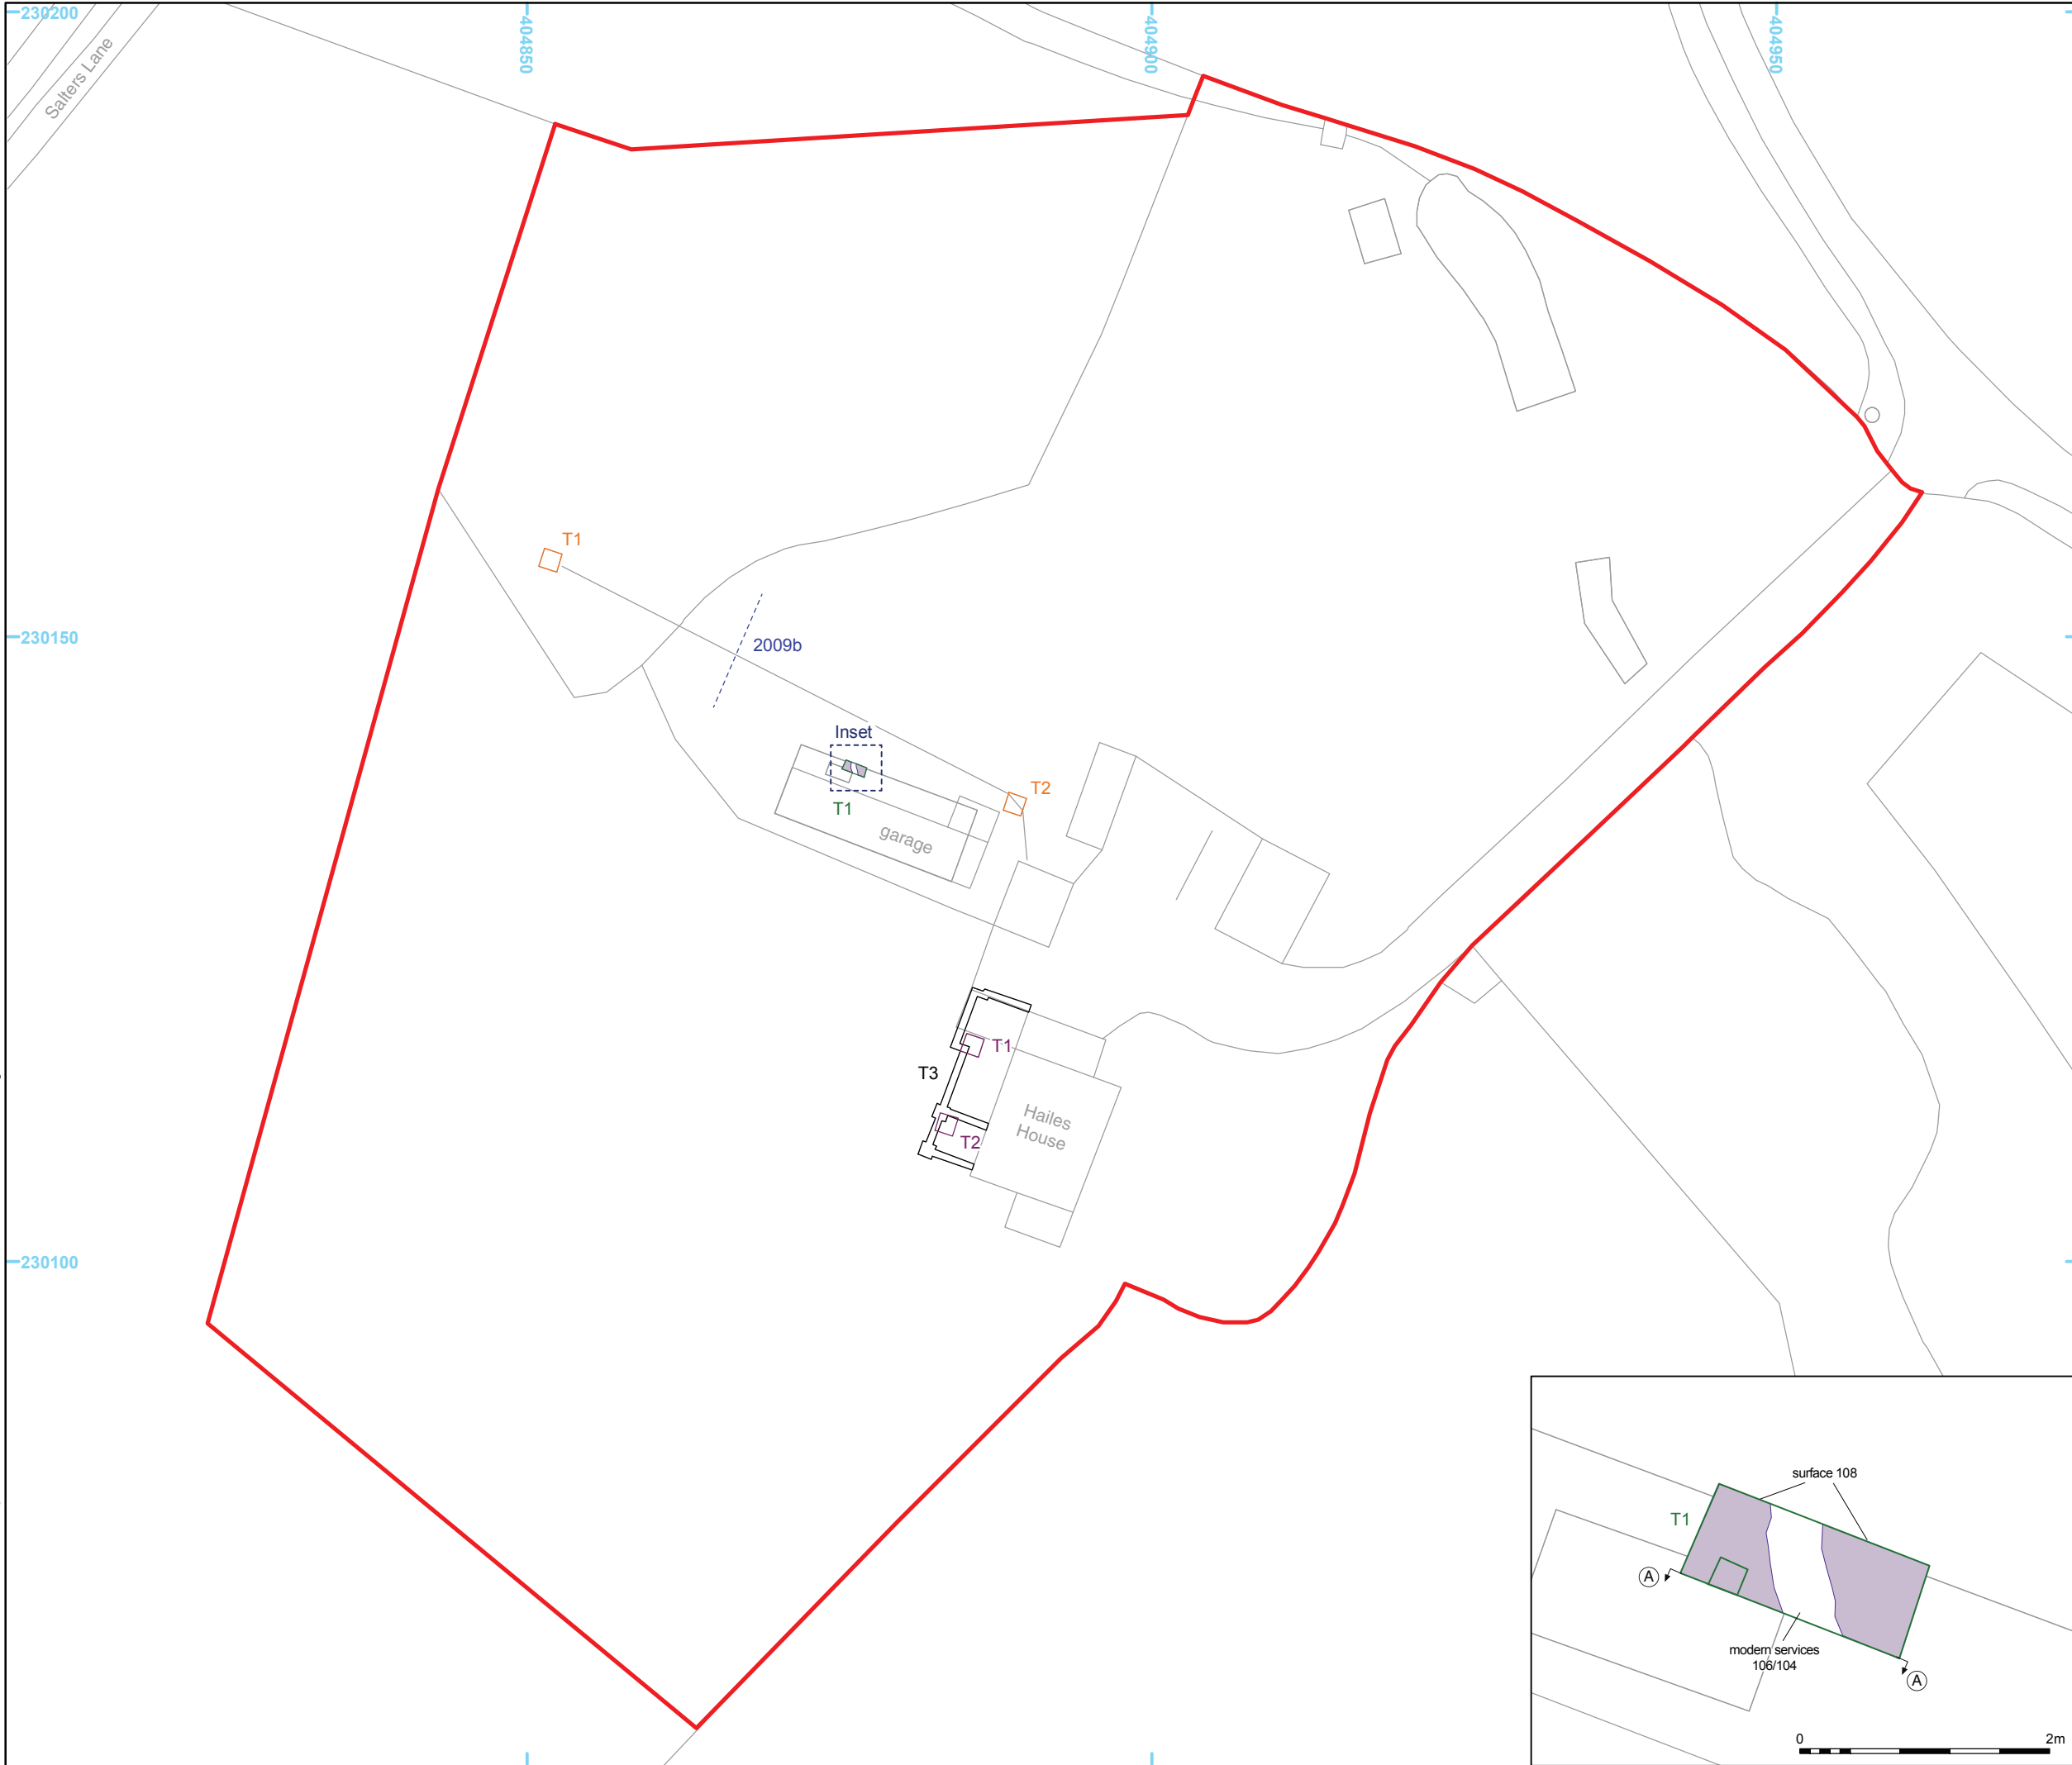 230200
404850
404900
404950
Salters Lane
T1
230150
2009b
Inset
T2
T1
garage
T1
T3
Hailes
House
T2
230100
surface 108
T1
A
modern services
106/104
A
0
2m